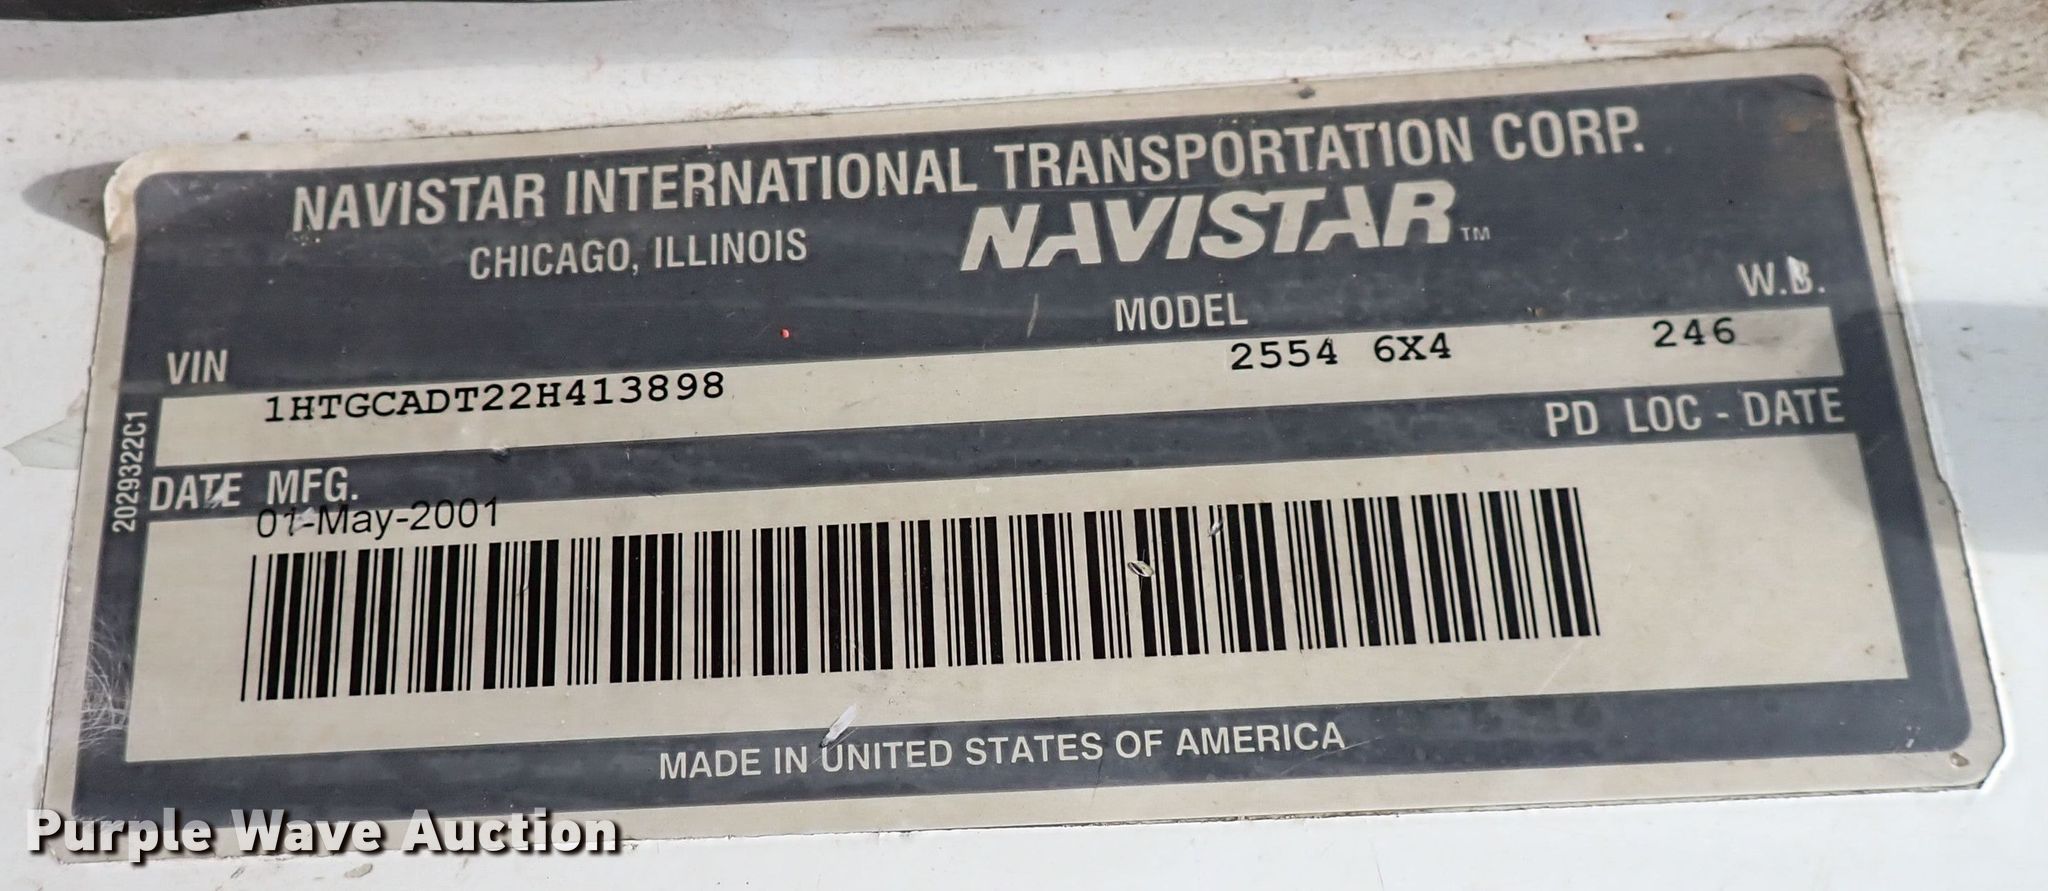 NAVISTAR INTERNATIONAL TRANSPORTATION CORP.
CHICAGO, ILLINOIS
NAVISTAR™
VIN
MODEL
W.B.
1HTGCADT22H413898
2554 6X4
246
2029322C1
DATE MFG.
PD LOC - DATE
01-May-2001
MADE IN UNITED STATES OF AMERICA
Purple Wave Auction